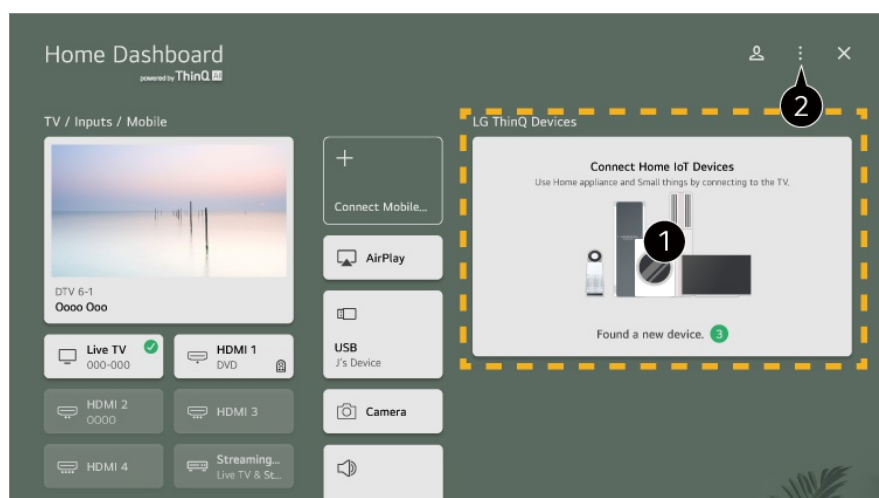 Home Dashboard
powered by ThinQ AI
2
TV / Inputs / Mobile
DTV 6-1
Oooo Ooo
Live TV
000-000
HDMI 1
DVD
HDMI 2
OOOO
HDMI 3
HDMI 4
Streaming...
Live TV & St...
Connect Mobile...
AirPlay
USB
J's Device
Camera
LG ThinQ Devices
Connect Home IoT Devices
Use Home appliance and Small things by connecting to the TV.
1
Found a new device. 3